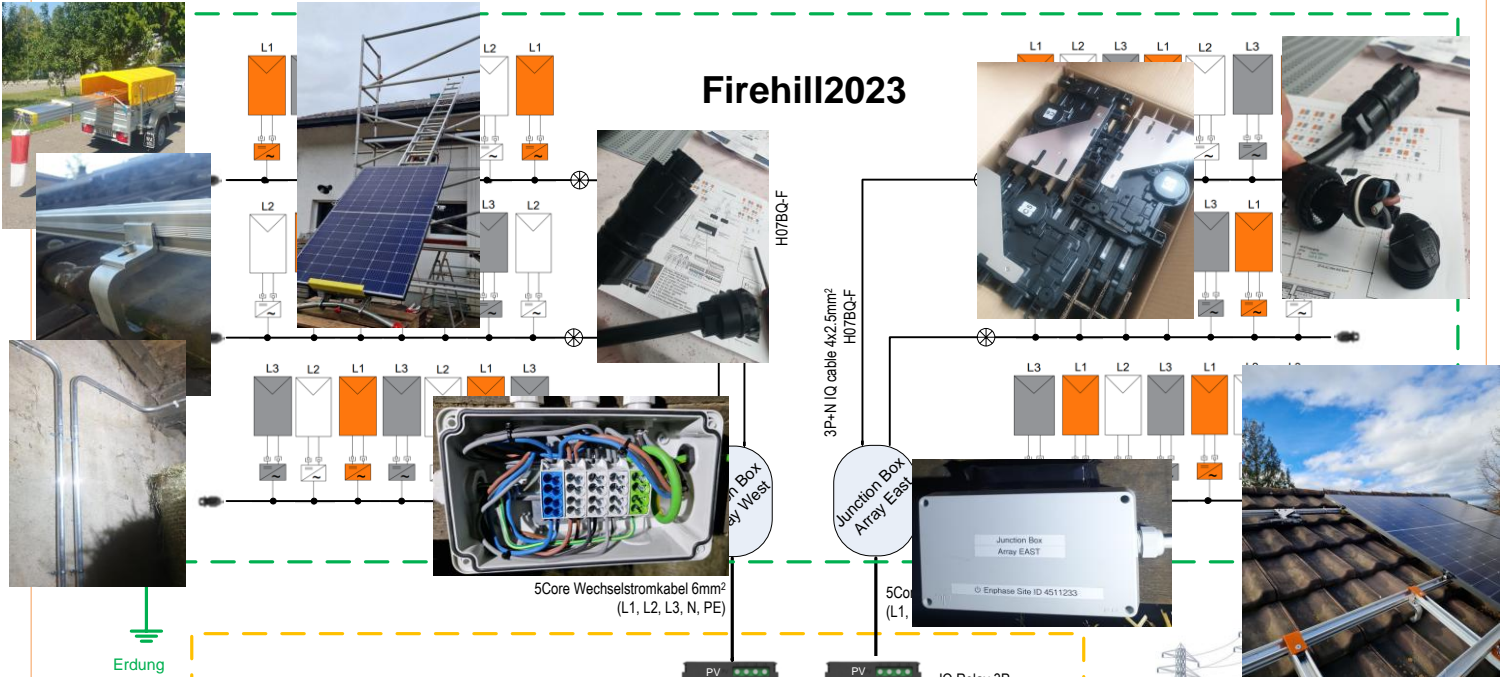 Firehill2023
L1
L2
L1
L1
L2
L3
L1
L2
L3
L2
L3
L2
L3
L1
H07BQ-F
3P+N IQ cable 4x2.5mm²
H07BQ-F
L3
L2
L1
L3
L2
L1
L3
L3
L1
L2
L3
L1
Box
West
Junction Box
Array East
Junction Box
Array EAST
Enphase Site ID 4511233
5Core Wechselstromkabel 6mm²
(L1, L2, L3, N, PE)
(L1,
Erdung
PV
PV